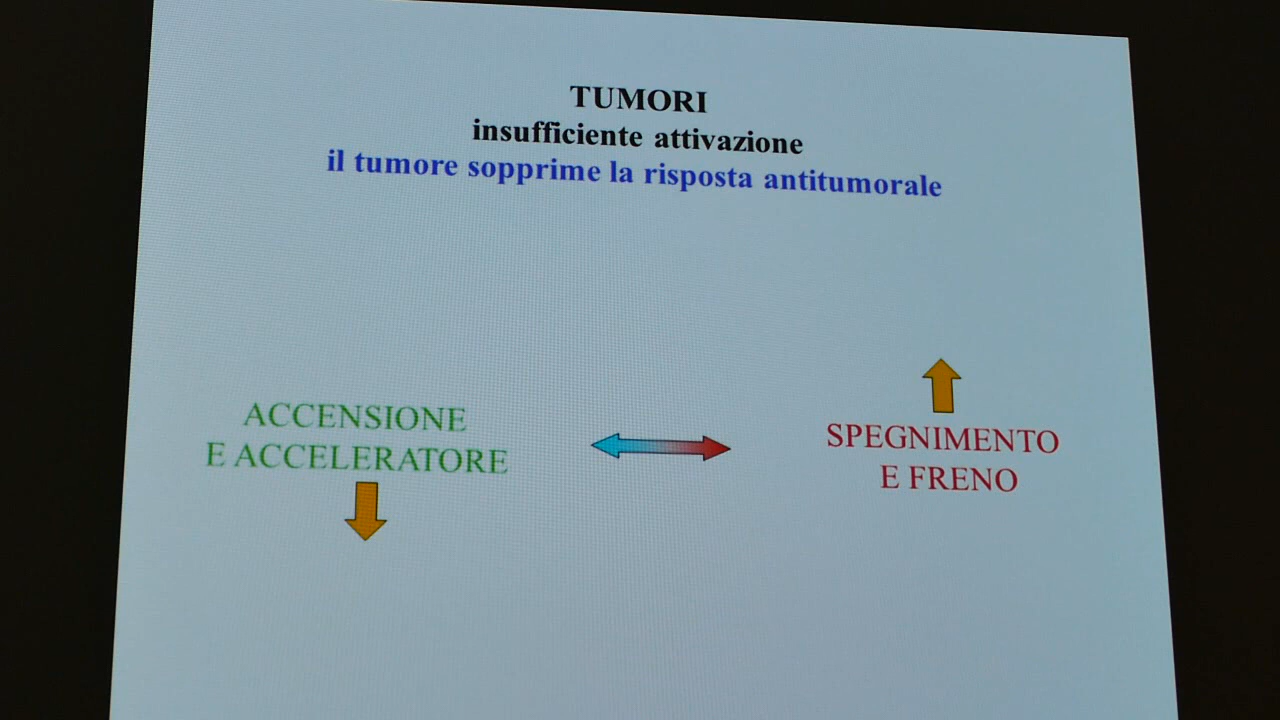 TUMORI
insufficiente attivazione
il tumore sopprime la risposta antitumorale
ACCENSIONE
E ACCELERATORE
SPEGNIMENTO
E FRENO